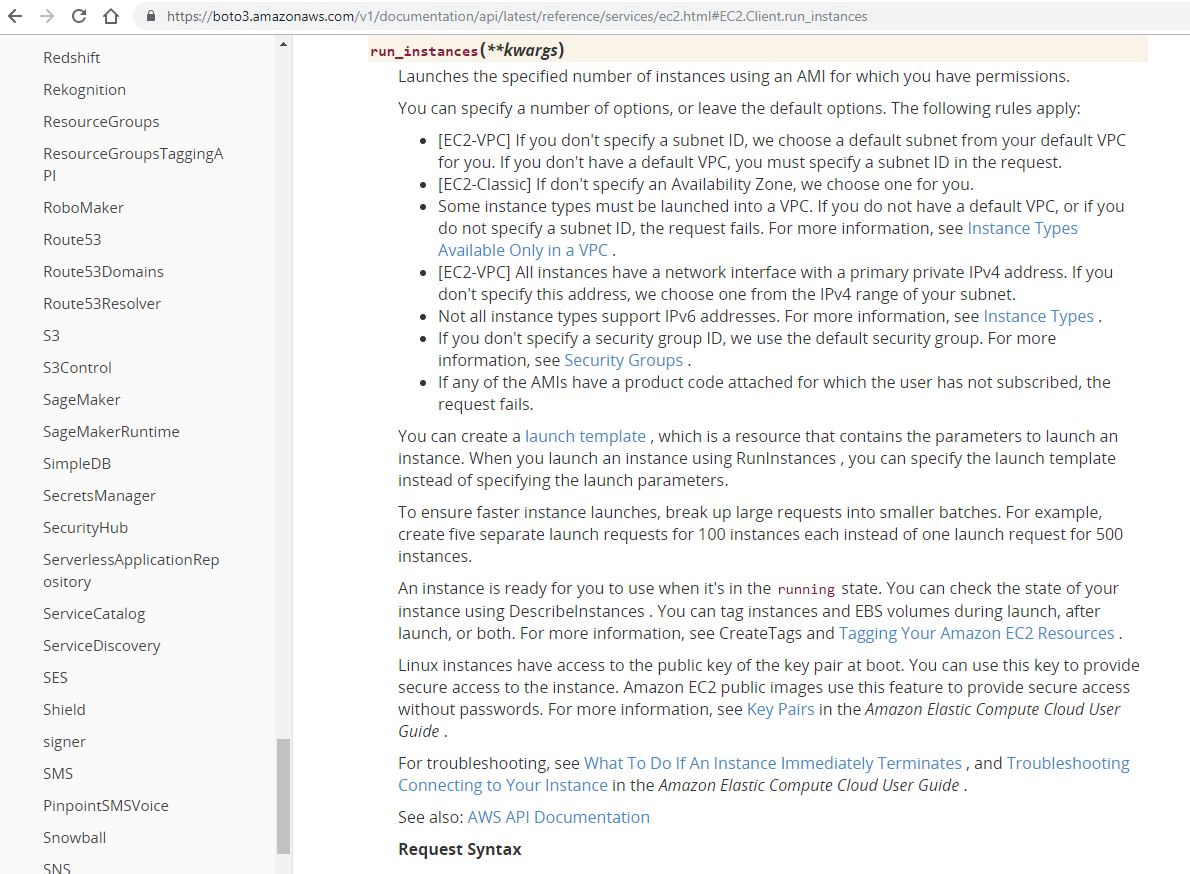 https://boto3.amazonaws.com/v1/documentation/api/latest/reference/services/ec2.html#EC2.Client.run_instances
Redshift
Rekognition
ResourceGroups
ResourceGroupsTaggingA
PI
RoboMaker
Route53
Route53Domains
Route53Resolver
S3
S3Control
SageMaker
SageMakerRuntime
SimpleDB
SecretsManager
SecurityHub
ServerlessApplicationRep
ository
ServiceCatalog
ServiceDiscovery
SES
Shield
signer
SMS
PinpointSMSVoice
Snowball
SNS
run_instances(**kwargs)
Launches the specified number of instances using an AMI for which you have permissions.
You can specify a number of options, or leave the default options. The following rules apply:
• [EC2-VPC] If you don't specify a subnet ID, we choose a default subnet from your default VPC
for you. If you don't have a default VPC, you must specify a subnet ID in the request.
• [EC2-Classic] If don't specify an Availability Zone, we choose one for you.
• Some instance types must be launched into a VPC. If you do not have a default VPC, or if you
do not specify a subnet ID, the request fails. For more information, see Instance Types
Available Only in a VPC .
• [EC2-VPC] All instances have a network interface with a primary private IPv4 address. If you
don't specify this address, we choose one from the IPv4 range of your subnet.
• Not all instance types support IPv6 addresses. For more information, see Instance Types .
• If you don't specify a security group ID, we use the default security group. For more
information, see Security Groups .
• If any of the AMIs have a product code attached for which the user has not subscribed, the
request fails.
You can create a launch template , which is a resource that contains the parameters to launch an
instance. When you launch an instance using RunInstances , you can specify the launch template
instead of specifying the launch parameters.
To ensure faster instance launches, break up large requests into smaller batches. For example,
create five separate launch requests for 100 instances each instead of one launch request for 500
instances.
An instance is ready for you to use when it's in the running state. You can check the state of your
instance using DescribeInstances . You can tag instances and EBS volumes during launch, after
launch, or both. For more information, see CreateTags and Tagging Your Amazon EC2 Resources .
Linux instances have access to the public key of the key pair at boot. You can use this key to provide
secure access to the instance. Amazon EC2 public images use this feature to provide secure access
without passwords. For more information, see Key Pairs in the Amazon Elastic Compute Cloud User
Guide .
For troubleshooting, see What To Do If An Instance Immediately Terminates , and Troubleshooting
Connecting to Your Instance in the Amazon Elastic Compute Cloud User Guide .
See also: AWS API Documentation
Request Syntax